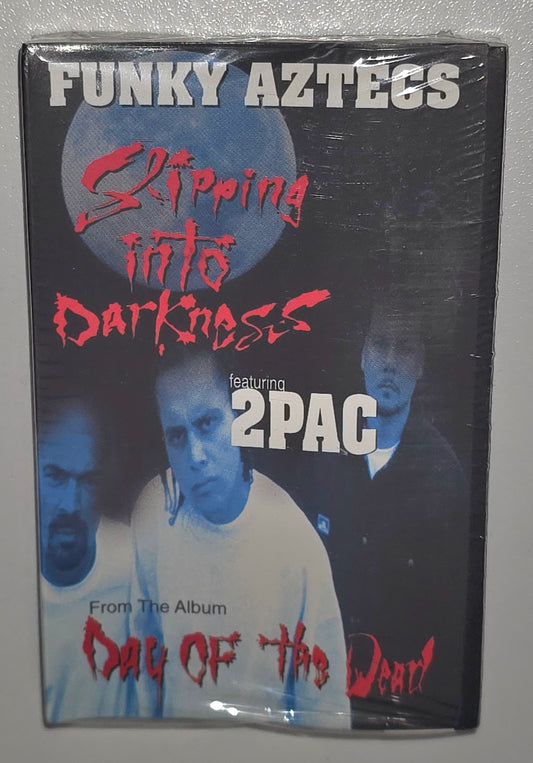 FUNKY AZTECS
Slipping
into
Darkness
featuring
2PAC
From The Album
Day OF the Dead